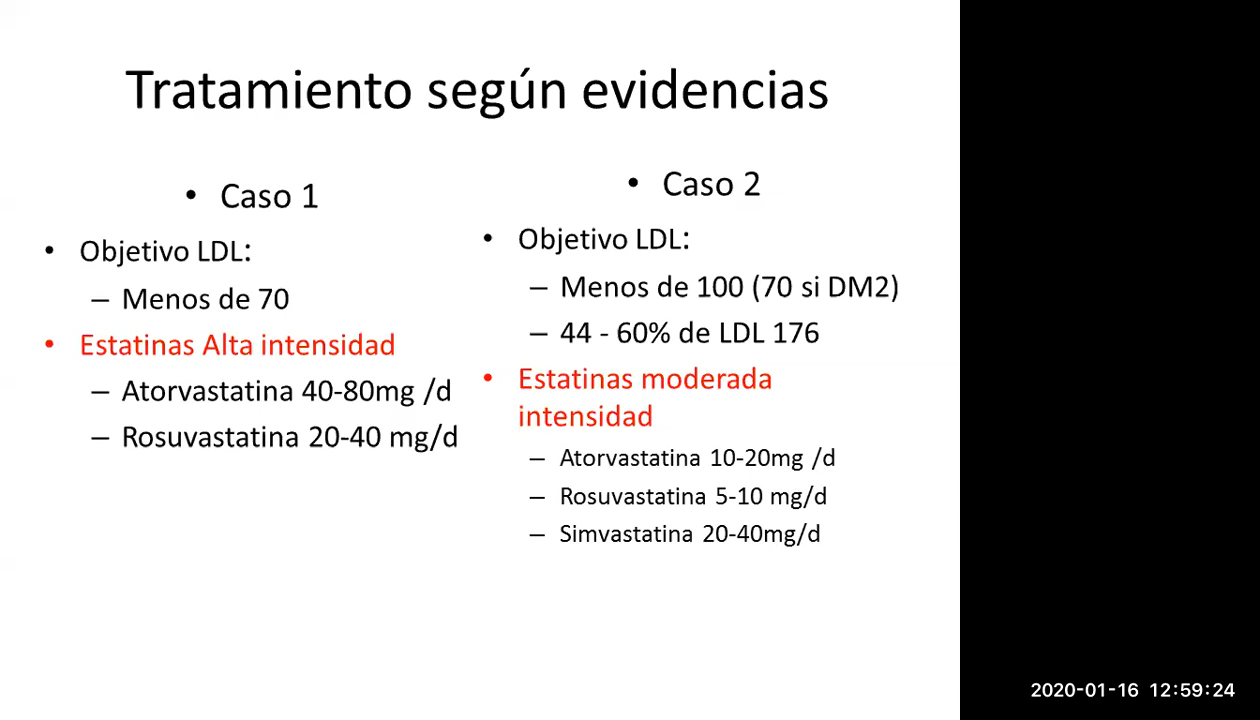 Tratamiento según evidencias
• Caso 1
• Objetivo LDL:
– Menos de 70
• Estatinas Alta intensidad
– Atorvastatina 40-80mg /d
– Rosuvastatina 20-40 mg/d
• Caso 2
• Objetivo LDL:
– Menos de 100 (70 si DM2)
– 44 - 60% de LDL 176
• Estatinas moderada
intensidad
– Atorvastatina 10-20mg /d
– Rosuvastatina 5-10 mg/d
– Simvastatina 20-40mg/d
2020-01-16 12:59:24